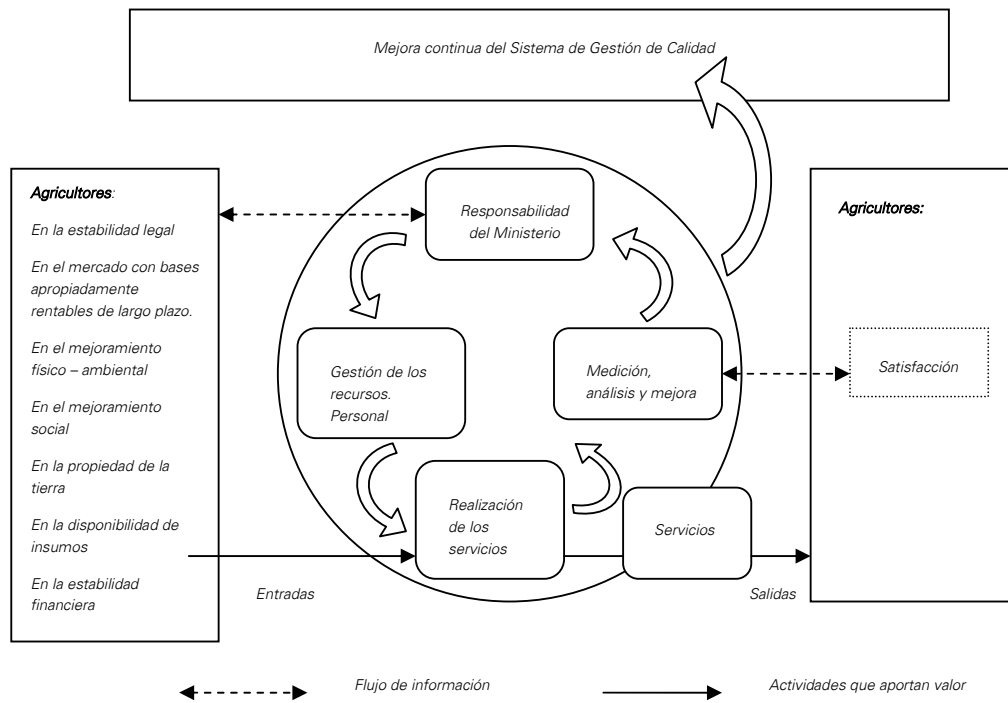 Mejora continua del Sistema de Gestión de Calidad
Agricultores:
En la estabilidad legal
En el mercado con bases
apropiadamente
rentables de largo plazo.
En el mejoramiento
físico – ambiental
En el mejoramiento
social
En la propiedad de la
tierra
En la disponibilidad de
insumos
En la estabilidad
financiera
Responsabilidad
del Ministerio
Gestión de los
recursos.
Personal
Medición,
análisis y mejora
Realización
de los
servicios
Servicios
Entradas
Salidas
Agricultores:
Satisfacción
Flujo de información
Actividades que aportan valor